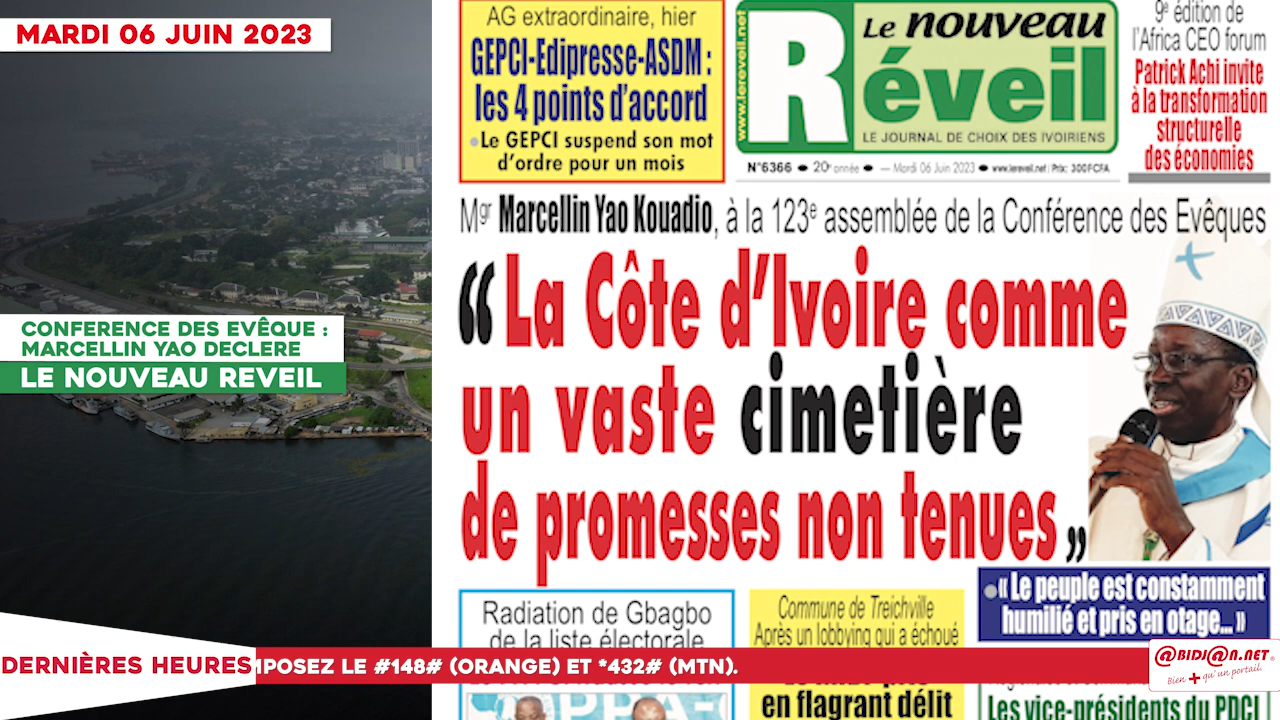 MARDI 06 JUIN 2023
CONFERENCE DES EVÊQUE :
MARCELLIN YAO DECLERE
LE NOUVEAU REVEIL
AG extraordinaire, hier
GEPCI-Edipresse-ASDM :
les 4 points d'accord
Le GEPCI suspend son mot
d'ordre pour un mois
www.lereveil.net
Le nouveau
Réveil
LE JOURNAL DE CHOIX DES IVOIRIENS
N°6366 • 20e année • — Mardi 06 Juin 2023 • www.lereveil.net | Prix: 300FCFA
9e édition de
l'Africa CEO forum
Patrick Achi invite
à la transformation
structurelle
des économies
Mgr Marcellin Yao Kouadio, à la 123e assemblée de la Conférence des Evêques
“La Côte d'Ivoire comme
un vaste cimetière
de promesses non tenues”
« Le peuple est constamment
humilié et pris en otage... »
Radiation de Gbagbo
de la liste électorale
Commune de Treichville
Après un lobbying qui a échoué
en flagrant délit
Les vice-présidents du PDCI
DERNIÈRES HEURES
MPOSEZ LE #148# (ORANGE) ET *432# (MTN).
@BIDJ@N.NET
Bien + qu'un portail.